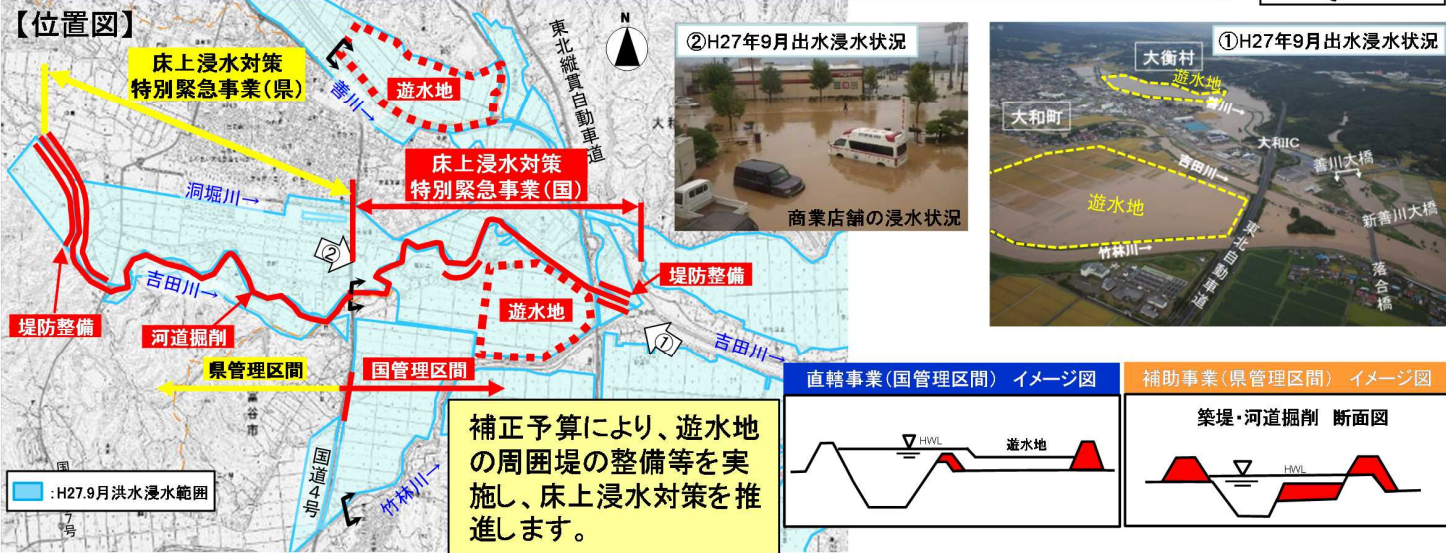 【位置図】
床上浸水対策
特別緊急事業(県)
善川→
遊水地
東北縦貫自動車道
N
床上浸水対策
特別緊急事業(国)
洞堀川→
②
吉田川→
堤防整備
河道掘削
遊水地
堤防整備
①
吉田川→
県管理区間
国管理区間
富谷市
国道4号
竹林川→
:H27.9月洪水浸水範囲
補正予算により、遊水地
の周囲堤の整備等を実
施し、床上浸水対策を推
進します。
②H27年9月出水浸水状況
商業店舗の浸水状況
①H27年9月出水浸水状況
大衡村
遊水地
善川→
大和町
大和IC
善川大橋
吉田川→
遊水地
新善川大橋
竹林川→
東北自動車道
落合橋
直轄事業(国管理区間) イメージ図
HWL
遊水地
補助事業(県管理区間) イメージ図
築堤・河道掘削 断面図
HWL